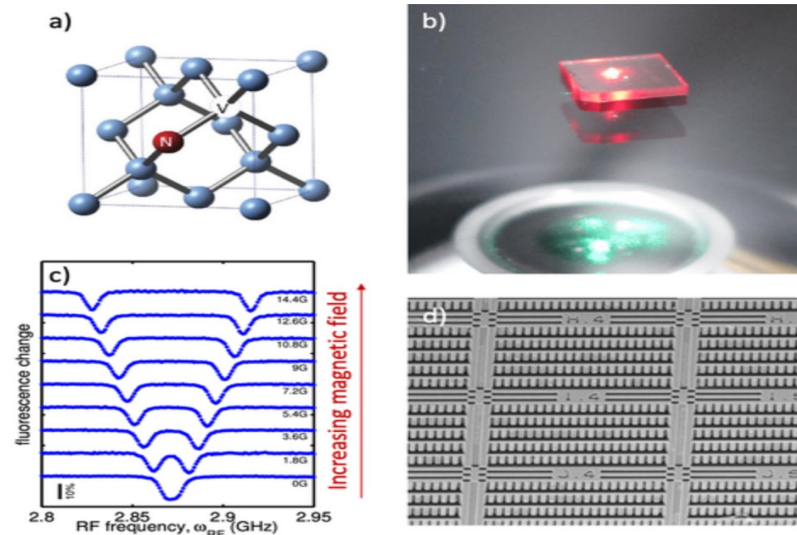 a)
V
N
b)
c)
fluorescence change
14.4G
12.6G
10.8G
9G
7.2G
5.4G
3.6G
1.8G
0G
10%
2.8
2.85
2.9
2.95
RF frequency, ω_RF (GHz)
Increasing magnetic field
d)
1.4